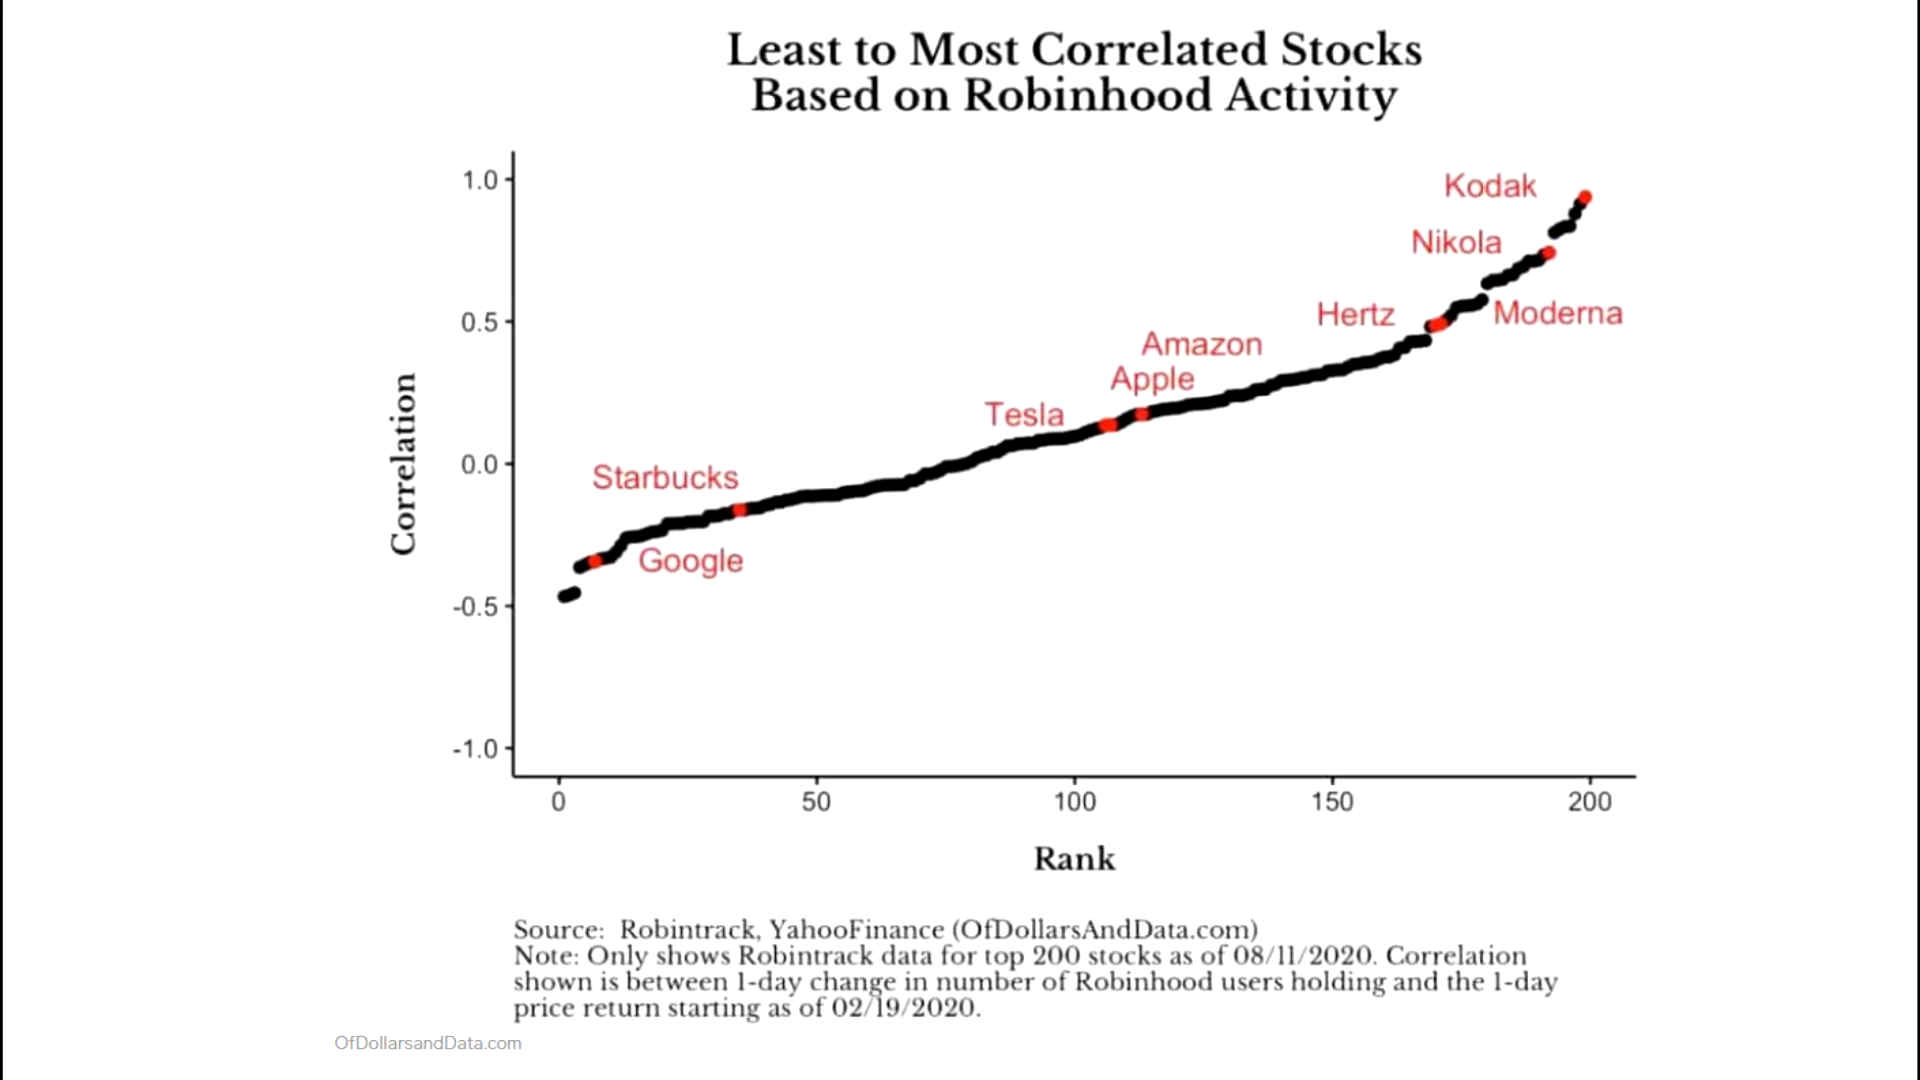 Least to Most Correlated Stocks
Based on Robinhood Activity
1.0
0.5
0.0
-0.5
-1.0
Correlation
Kodak
Nikola
Hertz
Moderna
Amazon
Apple
Tesla
Starbucks
Google
0
50
100
150
200
Rank
Source: Robintrack, YahooFinance (OfDollarsAndData.com)
Note: Only shows Robintrack data for top 200 stocks as of 08/11/2020. Correlation
shown is between 1-day change in number of Robinhood users holding and the 1-day
price return starting as of 02/19/2020.
OfDollarsandData.com